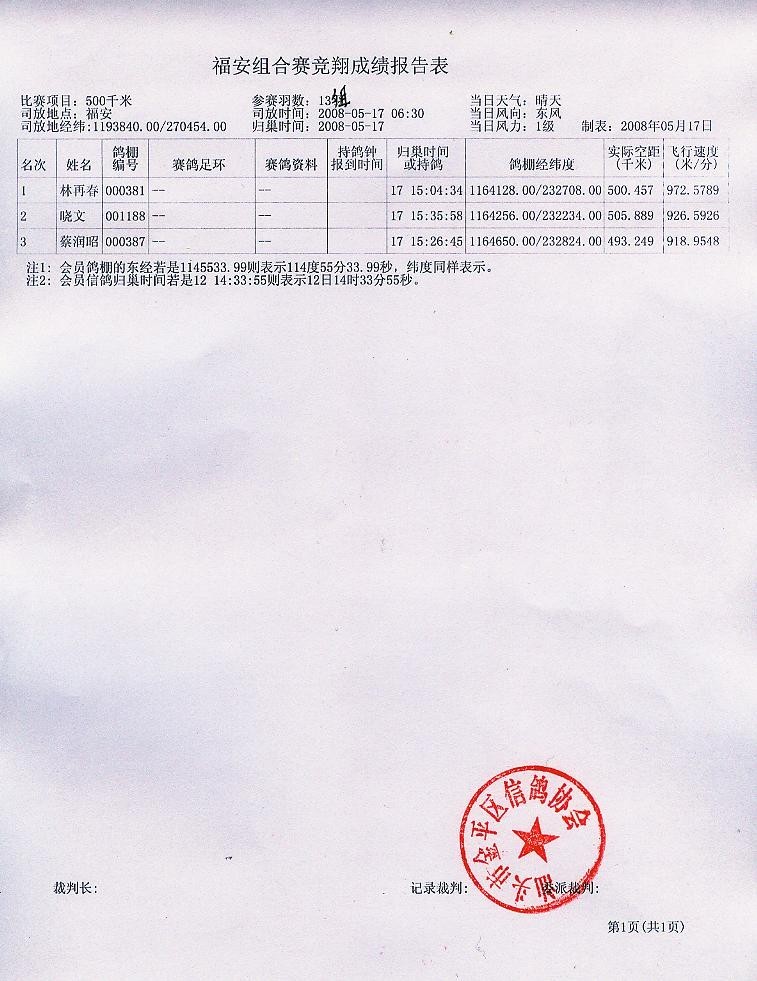 福安组合赛竞翔成绩报告表
比赛项目: 500千米 参赛羽数: 13组 当日天气: 晴天
司放地点: 福安 司放时间: 2008-05-17 06:30 当日风向: 东风
司放地经纬:1193840.00/270454.00 归巢时间: 2008-05-17 当日风力: 1级 制表: 2008年05月17日
名次 姓名 鸽棚编号 赛鸽足环 赛鸽资料 持鸽钟报到时间 归巢时间或持鸽 鸽棚经纬度 实际空距(千米) 飞行速度(米/分)
1 林再春 000381 -- -- 17 15:04:34 1164128.00/232708.00 500.457 972.5789
2 晓文 001188 -- -- 17 15:35:58 1164256.00/232234.00 505.889 926.5926
3 蔡润昭 000387 -- -- 17 15:26:45 1164650.00/232824.00 493.249 918.9548
注1: 会员鸽棚的东经若是1145533.99则表示114度55分33.99秒，纬度同样表示。
注2: 会员信鸽归巢时间若是12 14:33:55则表示12日14时33分55秒。
汕头市金平区信鸽协会
裁判长: 记录裁判: 委派裁判:
第1页(共1页)